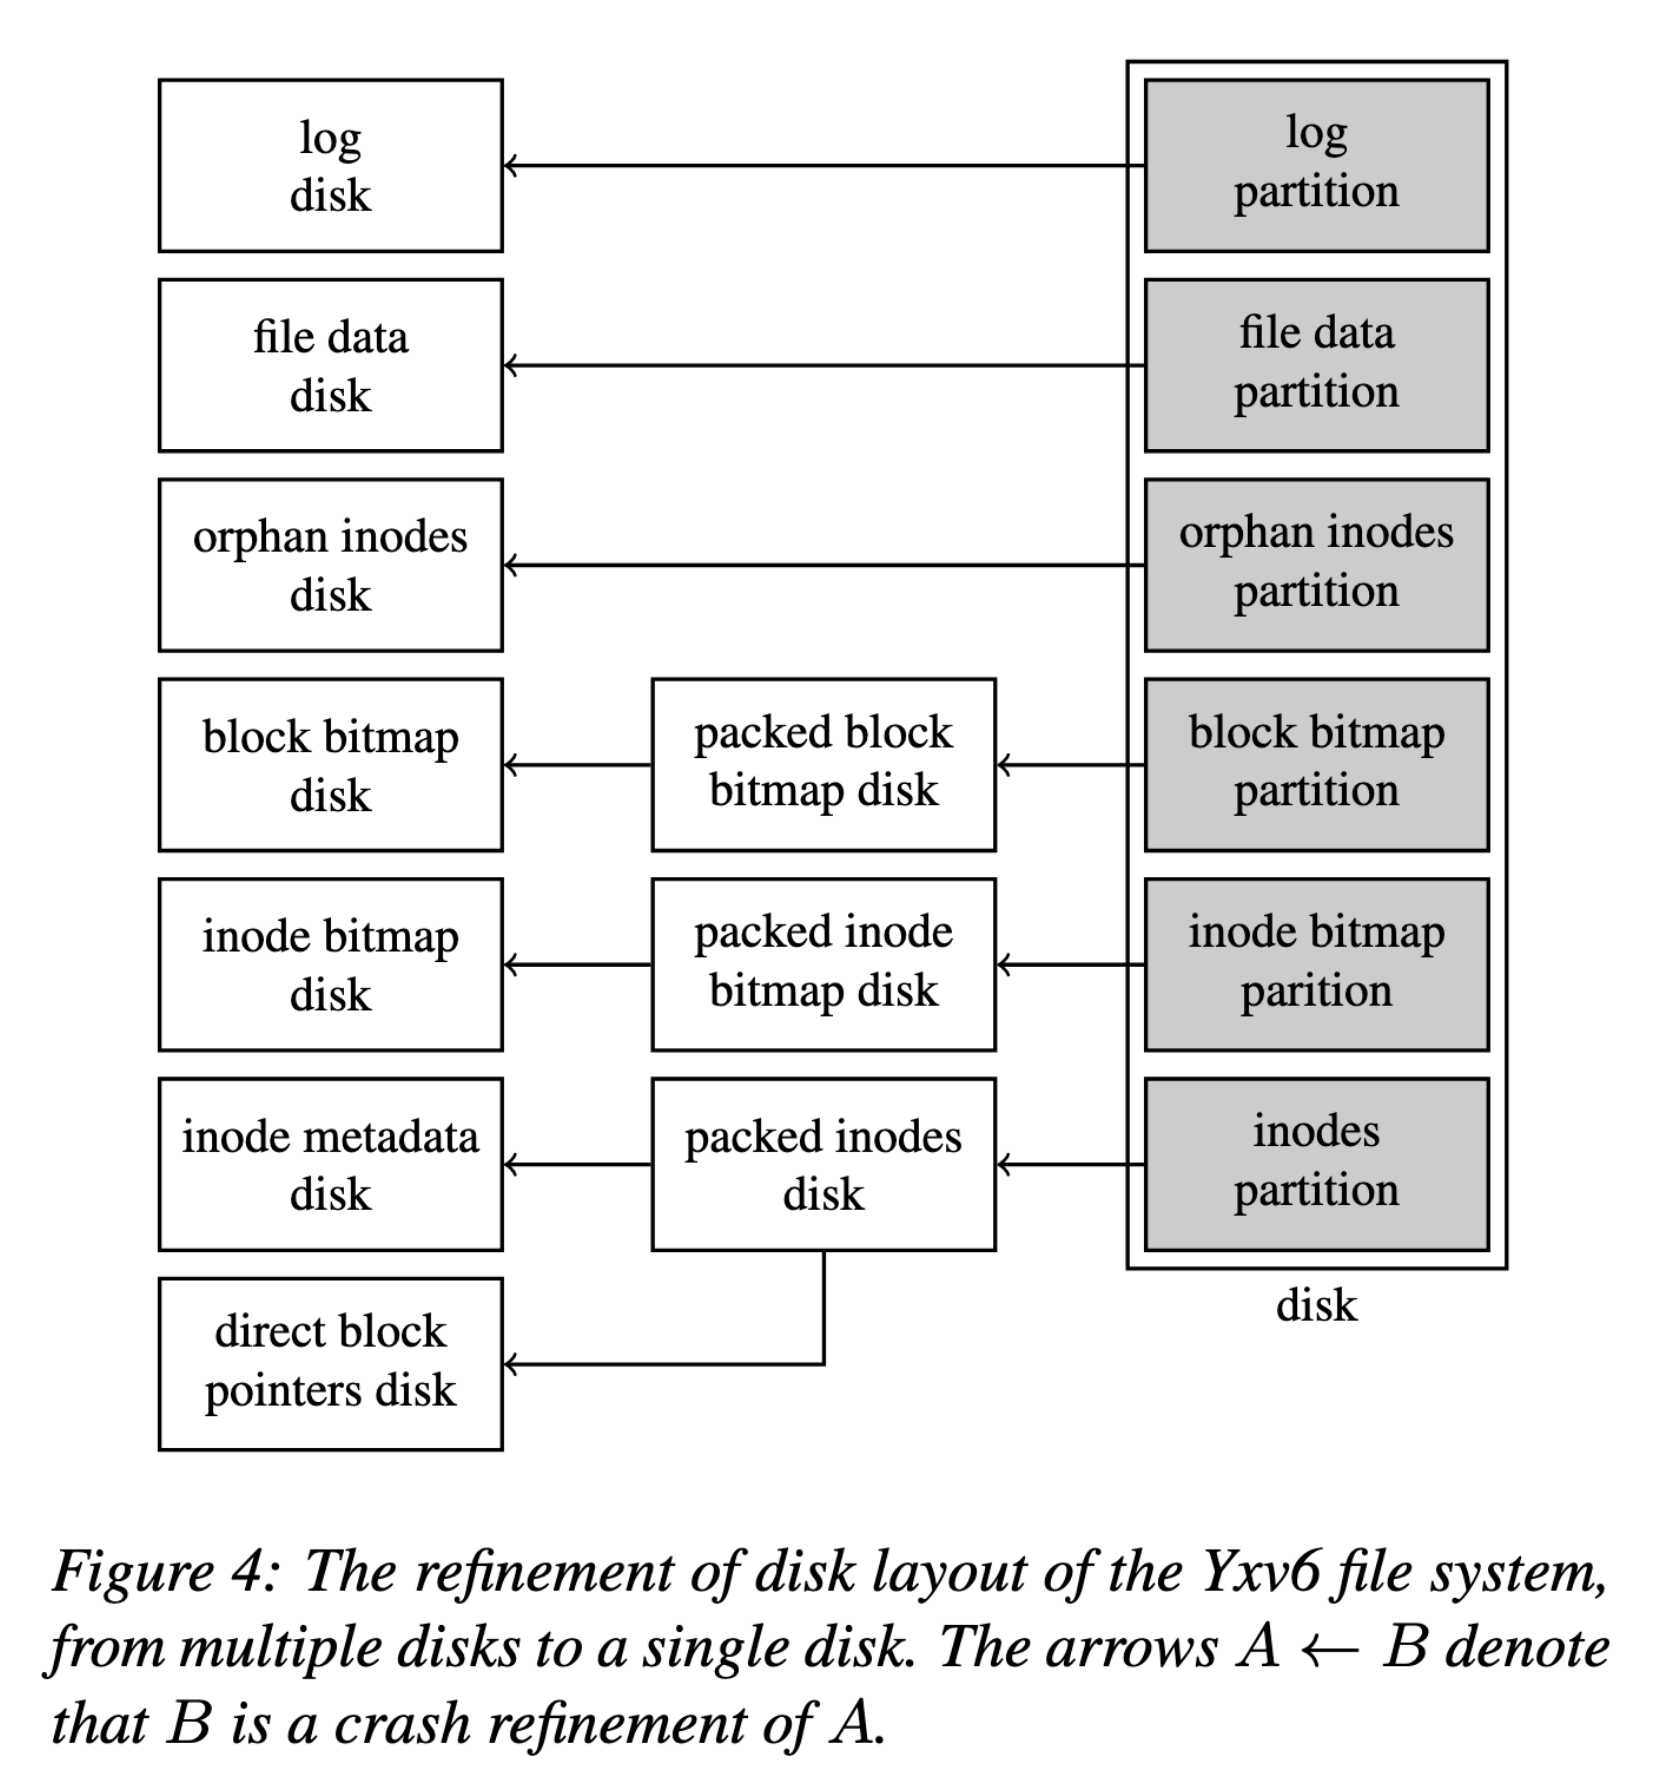 log
disk
log
partition
file data
disk
file data
partition
orphan inodes
disk
orphan inodes
partition
block bitmap
disk
packed block
bitmap disk
block bitmap
partition
inode bitmap
disk
packed inode
bitmap disk
inode bitmap
parition
inode metadata
disk
packed inodes
disk
inodes
partition
disk
direct block
pointers disk
Figure 4: The refinement of disk layout of the Yxv6 file system,
from multiple disks to a single disk. The arrows A ← B denote
that B is a crash refinement of A.